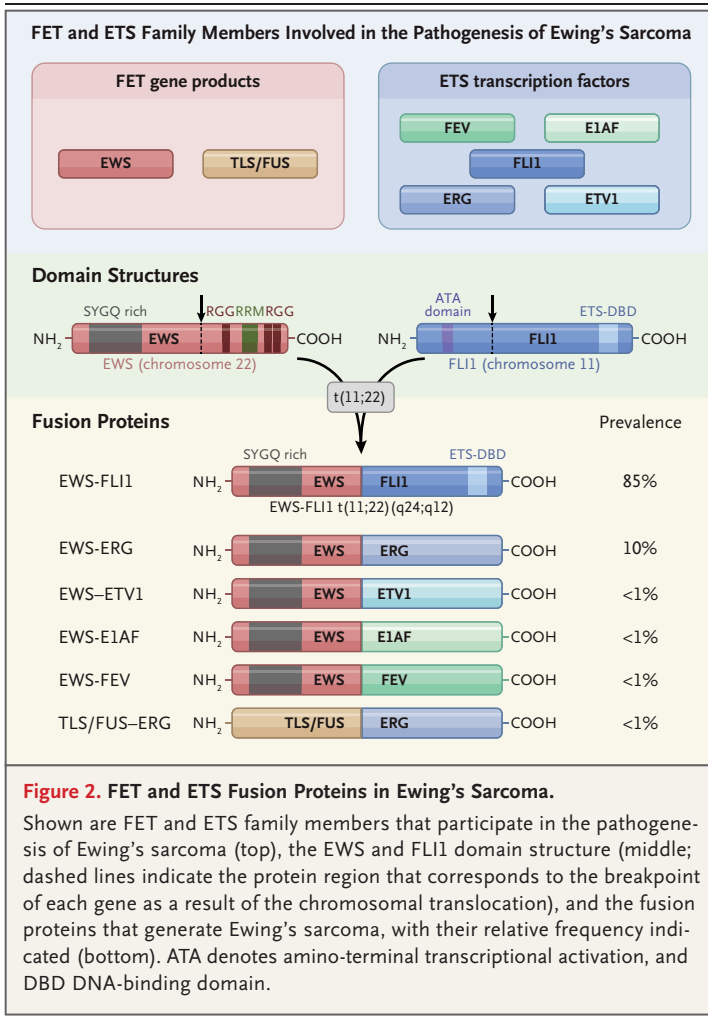 FET and ETS Family Members Involved in the Pathogenesis of Ewing's Sarcoma
FET gene products
ETS transcription factors
FEV
E1AF
EWS
TLS/FUS
FLI1
ERG
ETV1
Domain Structures
SYGQ rich
RGG RRM RGG
ATA
domain
ETS-DBD
NH2
EWS
COOH
NH2
FLI1
COOH
EWS (chromosome 22)
FLI1 (chromosome 11)
t(11;22)
Fusion Proteins
Prevalence
SYGQ rich
ETS-DBD
EWS-FLI1 NH2 EWS FLI1 COOH 85%
EWS-FLI1 t(11;22)(q24;q12)
EWS-ERG NH2 EWS ERG COOH 10%
EWS–ETV1 NH2 EWS ETV1 COOH <1%
EWS-E1AF NH2 EWS E1AF COOH <1%
EWS-FEV NH2 EWS FEV COOH <1%
TLS/FUS–ERG NH2 TLS/FUS ERG COOH <1%
Figure 2. FET and ETS Fusion Proteins in Ewing's Sarcoma.
Shown are FET and ETS family members that participate in the pathogene-
sis of Ewing's sarcoma (top), the EWS and FLI1 domain structure (middle;
dashed lines indicate the protein region that corresponds to the breakpoint
of each gene as a result of the chromosomal translocation), and the fusion
proteins that generate Ewing's sarcoma, with their relative frequency indi-
cated (bottom). ATA denotes amino-terminal transcriptional activation, and
DBD DNA-binding domain.